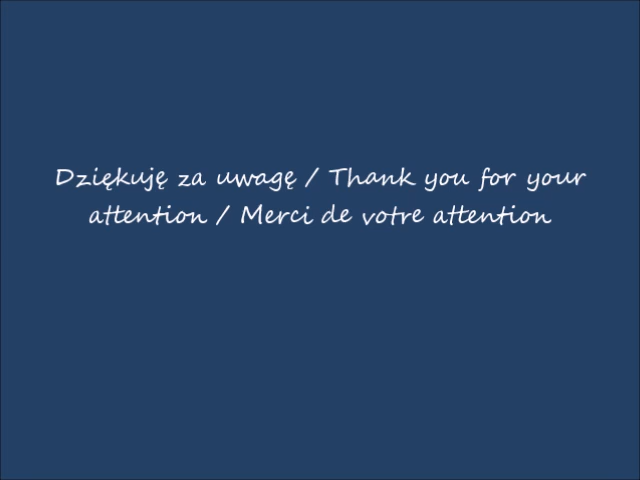 Dziękuję za uwagę / Thank you for your
attention / Merci de votre attention